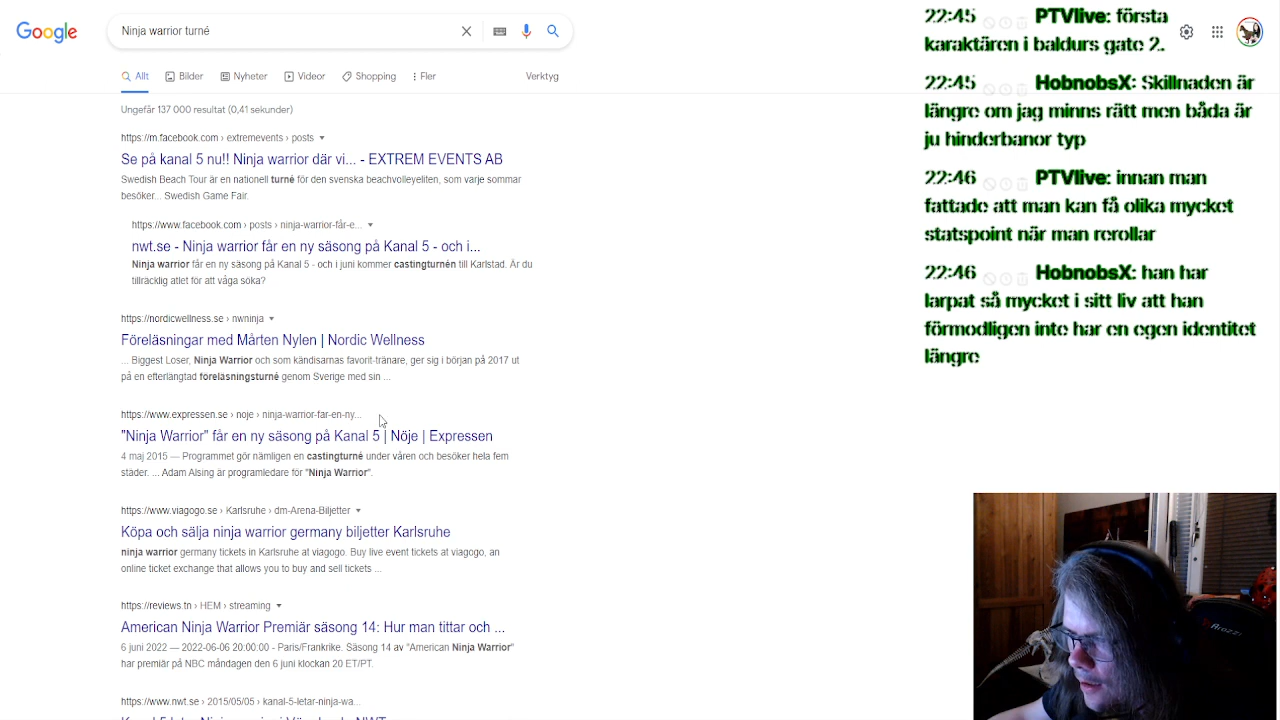 Google
Ninja warrior turné
Allt
Bilder
Nyheter
Videor
Shopping
Fler
Verktyg
Ungefär 137 000 resultat (0,41 sekunder)
https://m.facebook.com › extremevents › posts
Se på kanal 5 nu!! Ninja warrior där vi... - EXTREM EVENTS AB
Swedish Beach Tour är en nationell turné för den svenska beachvolleyeliten, som varje sommar
besöker... Swedish Game Fair.
https://www.facebook.com › posts › ninja-warrior-får-e...
nwt.se - Ninja warrior får en ny säsong på Kanal 5 - och i...
Ninja warrior får en ny säsong på Kanal 5 - och i juni kommer castingturnén till Karlstad. Är du
tillräcklig atlet för att våga söka?
https://nordicwellness.se › nwninja
Föreläsningar med Mårten Nylen | Nordic Wellness
... Biggest Loser, Ninja Warrior och som kändisarnas favorit-tränare, ger sig i början på 2017 ut
på en efterlängtad föreläsningsturné genom Sverige med sin ...
https://www.expressen.se › noje › ninja-warrior-far-en-ny...
”Ninja Warrior” får en ny säsong på Kanal 5 | Nöje | Expressen
4 maj 2015 — Programmet gör nämligen en castingturné under våren och besöker hela fem
städer. ... Adam Alsing är programledare för "Ninja Warrior".
https://www.viagogo.se › Karlsruhe › dm-Arena-Biljetter
Köpa och sälja ninja warrior germany biljetter Karlsruhe
ninja warrior germany tickets in Karlsruhe at viagogo. Buy live event tickets at viagogo, an
online ticket exchange that allows you to buy and sell tickets ...
https://reviews.tn › HEM › streaming
American Ninja Warrior Premiär säsong 14: Hur man tittar och ...
6 juni 2022 — 2022-06-06 20:00:00 - Paris/Frankrike. Säsong 14 av "American Ninja Warrior"
har premiär på NBC måndagen den 6 juni klockan 20 ET/PT.
https://www.nwt.se › 2015/05/05 › kanal-5-letar-ninja-wa...
22:45 PTVlive: första
karaktären i baldurs gate 2.
22:45 HobnobsX: Skillnaden är
längre om jag minns rätt men båda är
ju hinderbanor typ
22:46 PTVlive: innan man
fattade att man kan få olika mycket
statspoint när man rerollar
22:46 HobnobsX: han har
larpat så mycket i sitt liv att han
förmodligen inte har en egen identitet
längre
Arozzi